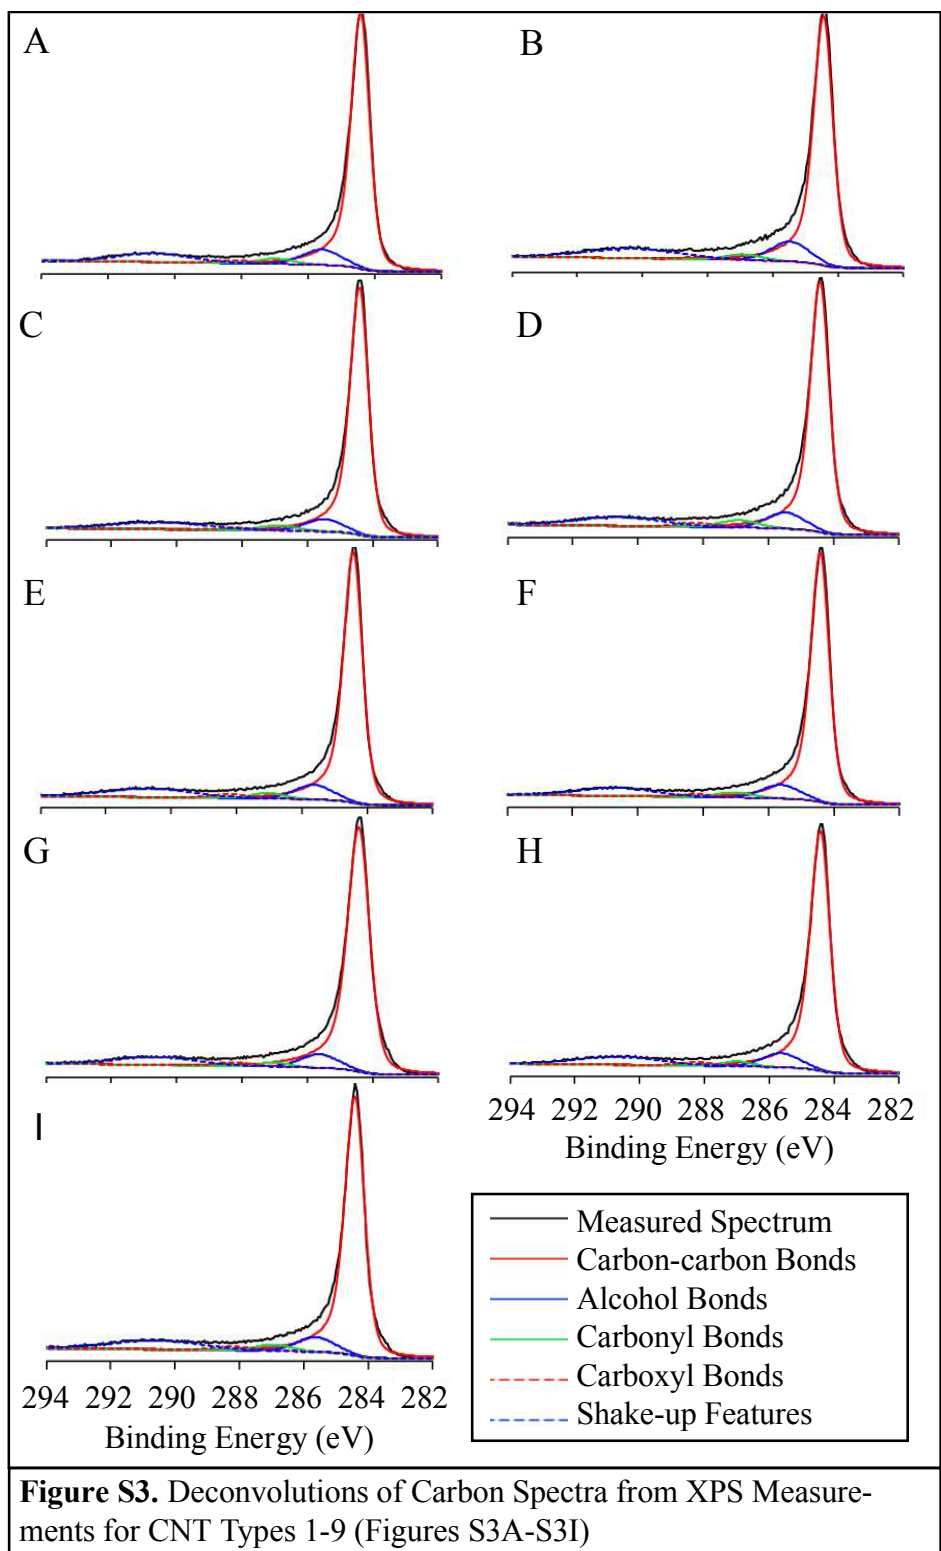 A
B
C
D
E
F
G
H
294 292 290 288 286 284 282
Binding Energy (eV)
I
294 292 290 288 286 284 282
Binding Energy (eV)
Measured Spectrum
Carbon-carbon Bonds
Alcohol Bonds
Carbonyl Bonds
Carboxyl Bonds
Shake-up Features
Figure S3. Deconvolutions of Carbon Spectra from XPS Measure-
ments for CNT Types 1-9 (Figures S3A-S3I)